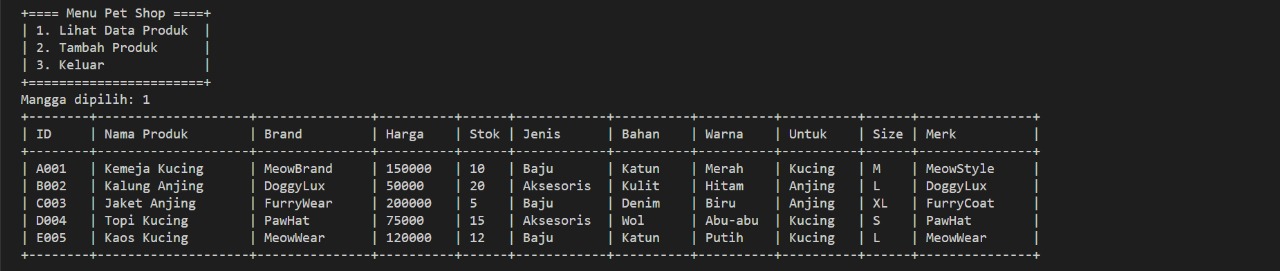 +==== Menu Pet Shop ====+
| 1. Lihat Data Produk  |
| 2. Tambah Produk      |
| 3. Keluar             |
+=======================+
Mangga dipilih: 1
+--------+--------------------+---------------+----------+------+------------+----------+----------+----------+------+---------------+
| ID     | Nama Produk        | Brand         | Harga    | Stok | Jenis      | Bahan    | Warna    | Untuk    | Size | Merk          |
+--------+--------------------+---------------+----------+------+------------+----------+----------+----------+------+---------------+
| A001   | Kemeja Kucing      | MeowBrand     | 150000   | 10   | Baju       | Katun    | Merah    | Kucing   | M    | MeowStyle     |
| B002   | Kalung Anjing      | DoggyLux      | 50000    | 20   | Aksesoris  | Kulit    | Hitam    | Anjing   | L    | DoggyLux      |
| C003   | Jaket Anjing       | FurryWear     | 200000   | 5    | Baju       | Denim    | Biru     | Anjing   | XL   | FurryCoat     |
| D004   | Topi Kucing        | PawHat        | 75000    | 15   | Aksesoris  | Wol      | Abu-abu  | Kucing   | S    | PawHat        |
| E005   | Kaos Kucing        | MeowWear      | 120000   | 12   | Baju       | Katun    | Putih    | Kucing   | L    | MeowWear      |
+--------+--------------------+---------------+----------+------+------------+----------+----------+----------+------+---------------+